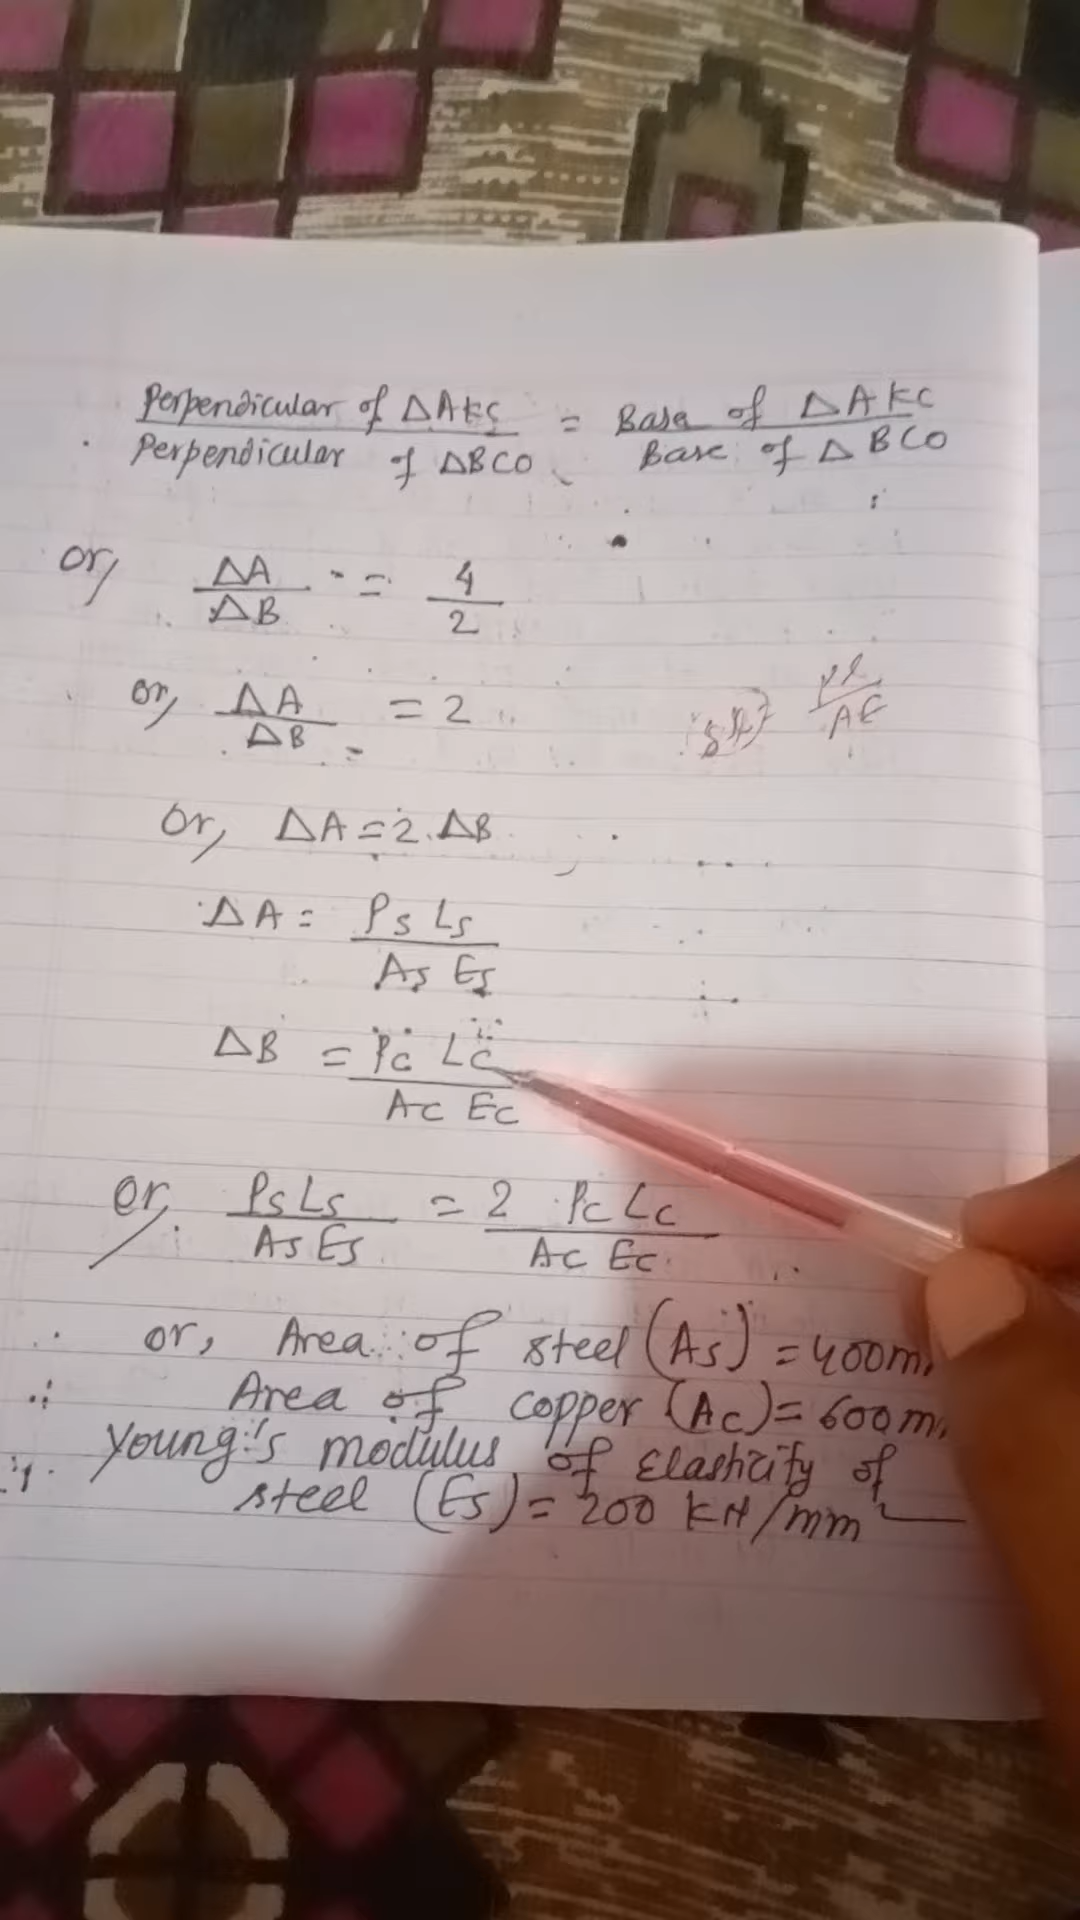 Perpendicular of ΔAKC = Base of ΔAKC
Perpendicular of ΔBCO Base of ΔBCO
or, ΔA = 4
ΔB 2
or, ΔA = 2
ΔB
Pl
AE
or, ΔA = 2.ΔB
ΔA = Ps Ls
As Es
ΔB = Pc Lc
Ac Ec
or, Ps Ls = 2 Pc Lc
As Es Ac Ec
or, Area of steel (As) = 400m
Area of copper (Ac) = 600m
Young's modulus of Elasticity of
steel (Es) = 200 KN/mm²